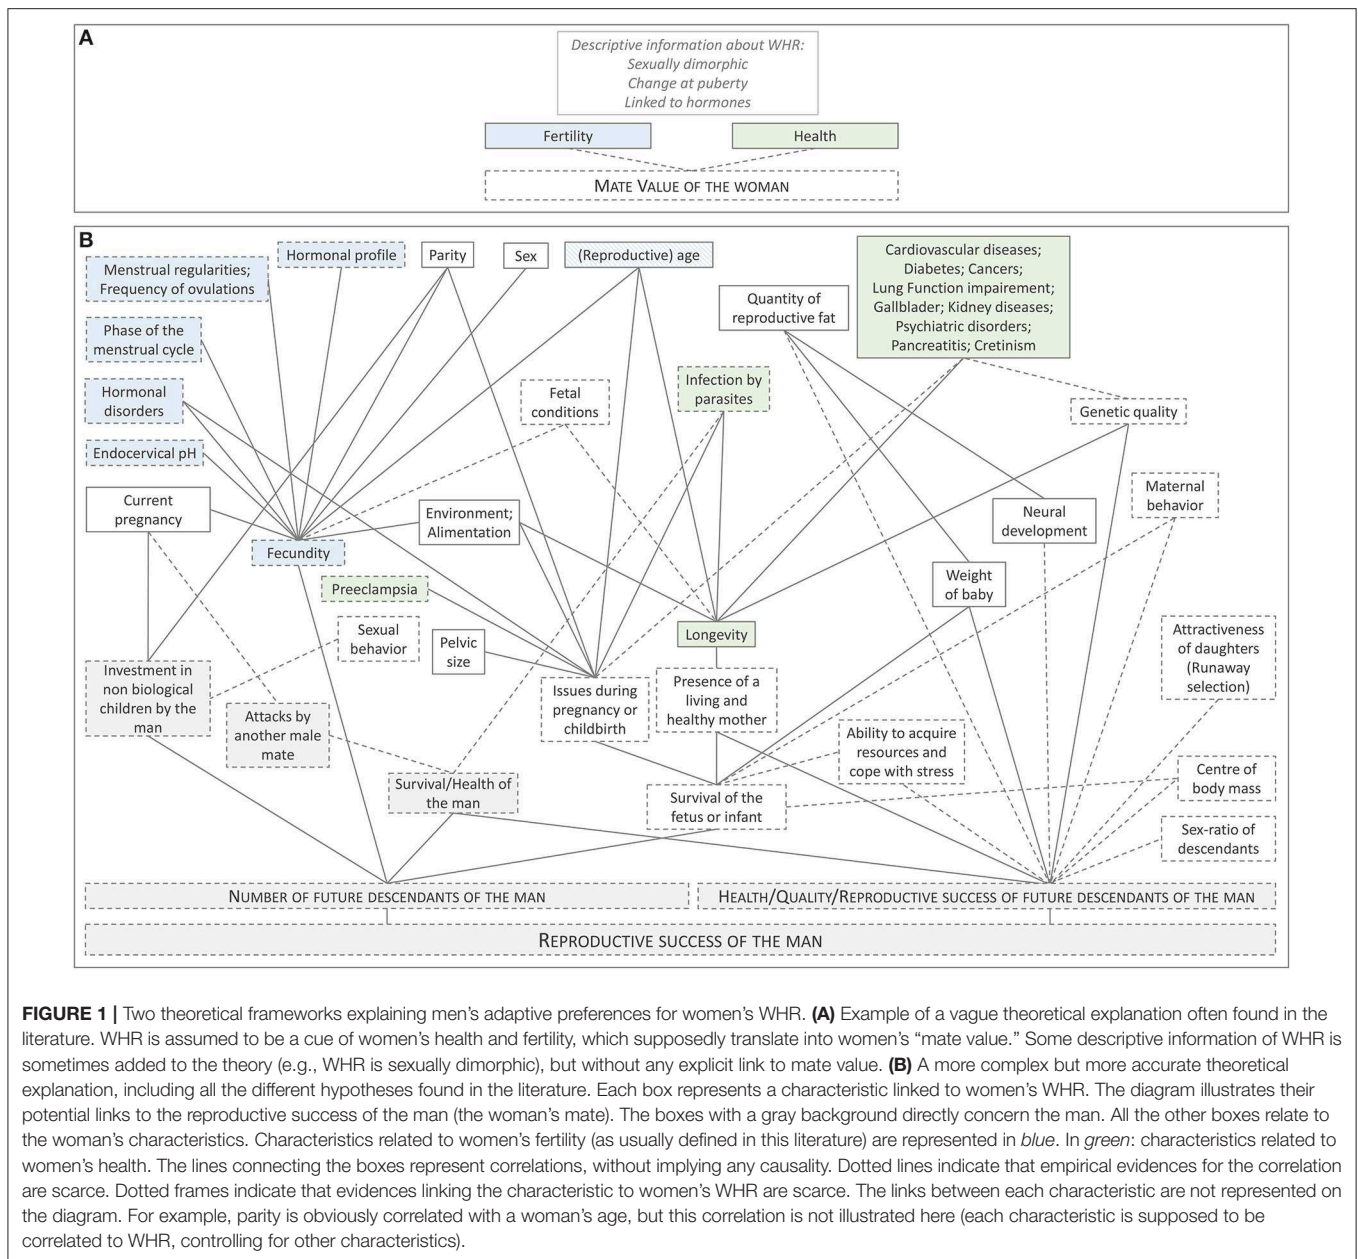 A
Descriptive information about WHR:
Sexually dimorphic
Change at puberty
Linked to hormones
Fertility
Health
MATE VALUE OF THE WOMAN
B
Menstrual regularities;
Frequency of ovulations
Hormonal profile
Parity
Sex
(Reproductive) age
Quantity of
reproductive fat
Cardiovascular diseases;
Diabetes; Cancers;
Lung Function impairement;
Gallblader; Kidney diseases;
Psychiatric disorders;
Pancreatitis; Cretinism
Phase of the
menstrual cycle
Hormonal
disorders
Fetal
conditions
Infection by
parasites
Genetic quality
Endocervical pH
Current
pregnancy
Environment;
Alimentation
Neural
development
Maternal
behavior
Fecundity
Preeclampsia
Weight
of baby
Sexual
behavior
Pelvic
size
Longevity
Attractiveness
of daughters
(Runaway
selection)
Investment in
non biological
children by the
man
Attacks by
another male
mate
Issues during
pregnancy or
childbirth
Presence of a
living and
healthy mother
Ability to acquire
resources and
cope with stress
Centre of
body mass
Survival/Health of
the man
Survival of the
fetus or infant
Sex-ratio of
descendants
NUMBER OF FUTURE DESCENDANTS OF THE MAN
HEALTH/QUALITY/REPRODUCTIVE SUCCESS OF FUTURE DESCENDANTS OF THE MAN
REPRODUCTIVE SUCCESS OF THE MAN
FIGURE 1 | Two theoretical frameworks explaining men's adaptive preferences for women's WHR. (A) Example of a vague theoretical explanation often found in the
literature. WHR is assumed to be a cue of women's health and fertility, which supposedly translate into women's "mate value." Some descriptive information of WHR is
sometimes added to the theory (e.g., WHR is sexually dimorphic), but without any explicit link to mate value. (B) A more complex but more accurate theoretical
explanation, including all the different hypotheses found in the literature. Each box represents a characteristic linked to women's WHR. The diagram illustrates their
potential links to the reproductive success of the man (the woman's mate). The boxes with a gray background directly concern the man. All the other boxes relate to
the woman's characteristics. Characteristics related to women's fertility (as usually defined in this literature) are represented in blue. In green: characteristics related to
women's health. The lines connecting the boxes represent correlations, without implying any causality. Dotted lines indicate that empirical evidences for the correlation
are scarce. Dotted frames indicate that evidences linking the characteristic to women's WHR are scarce. The links between each characteristic are not represented on
the diagram. For example, parity is obviously correlated with a woman's age, but this correlation is not illustrated here (each characteristic is supposed to be
correlated to WHR, controlling for other characteristics).